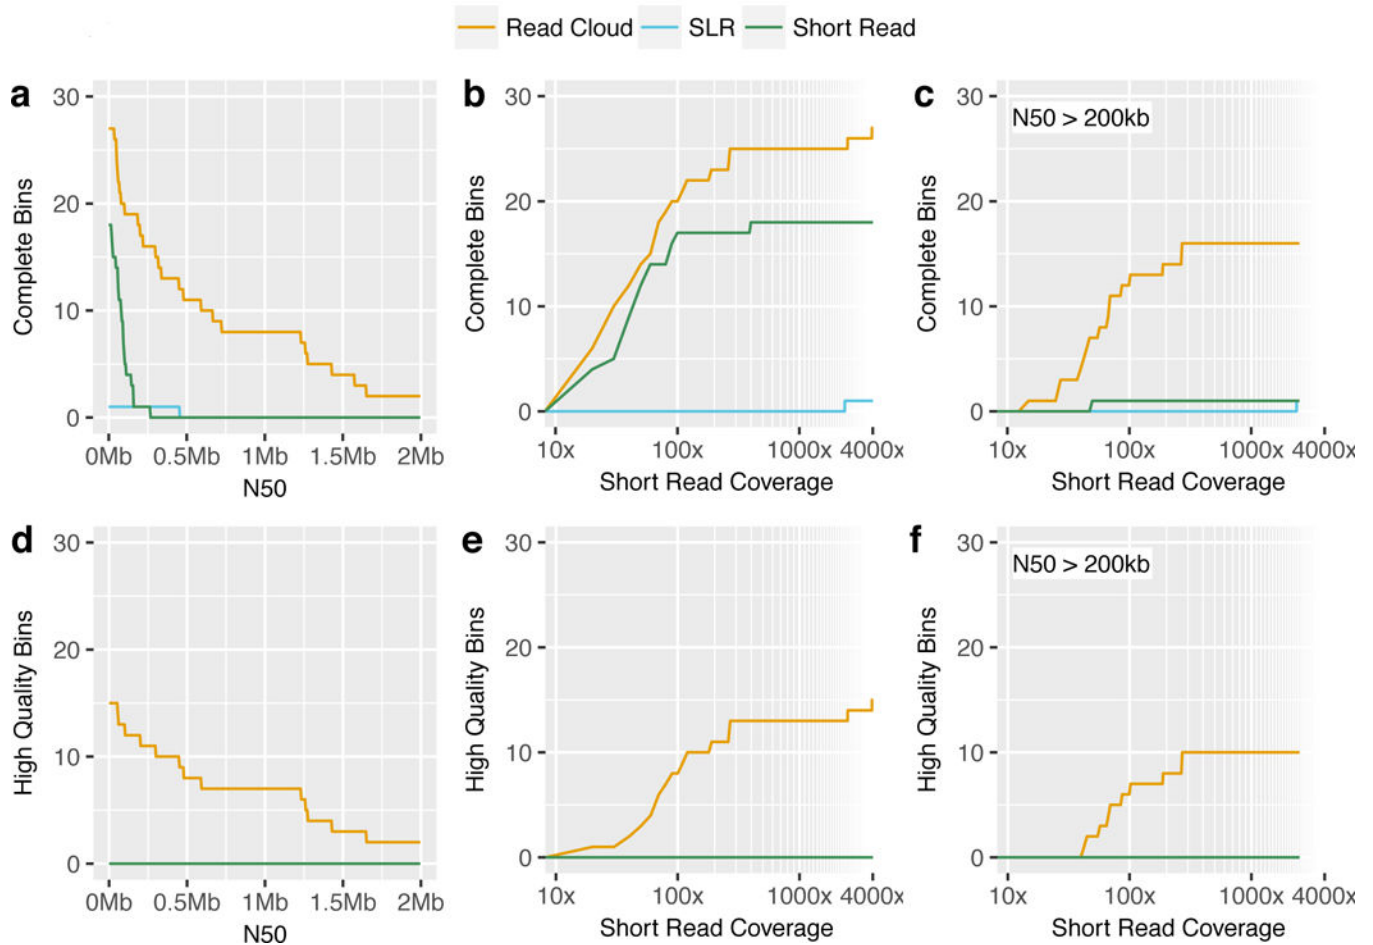 Read Cloud SLR Short Read
a b c
30 30 30
N50 > 200kb
20 20 20
10 10 10
0 0 0
Complete Bins Complete Bins Complete Bins
0Mb 0.5Mb 1Mb 1.5Mb 2Mb 10x 100x 1000x 4000x 10x 100x 1000x 4000x
N50 Short Read Coverage Short Read Coverage
d e f
30 30 30
N50 > 200kb
20 20 20
10 10 10
0 0 0
High Quality Bins High Quality Bins High Quality Bins
0Mb 0.5Mb 1Mb 1.5Mb 2Mb 10x 100x 1000x 4000x 10x 100x 1000x 4000x
N50 Short Read Coverage Short Read Coverage